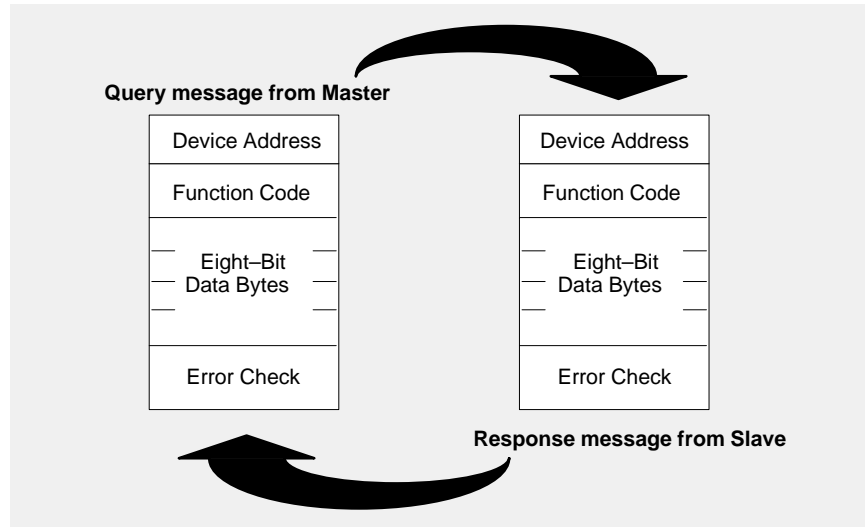 Query message from Master
Device Address
Function Code
Eight–Bit
Data Bytes
Error Check
Device Address
Function Code
Eight–Bit
Data Bytes
Error Check
Response message from Slave